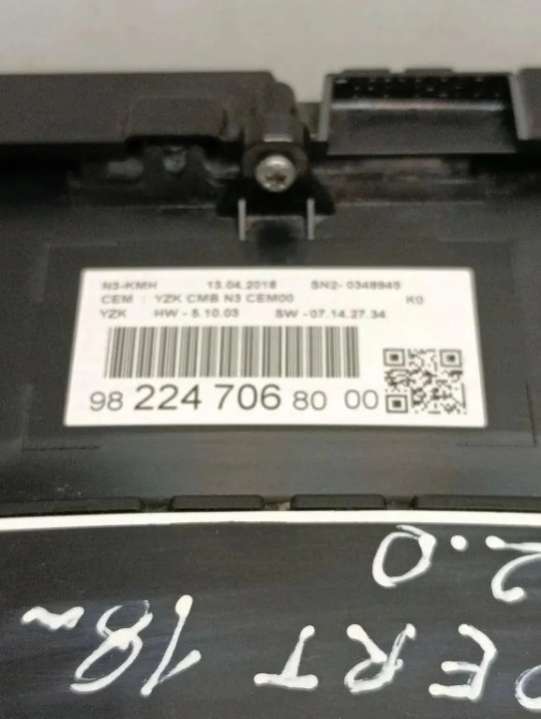 N3-KMH 13.04.2018 SN2- 0348945
CEM : YZK CMB N3 CEM00 K0
YZK HW - 5.10.03 SW - 07.14.27.34
98 224 706 80 00
2.0
PERT 18